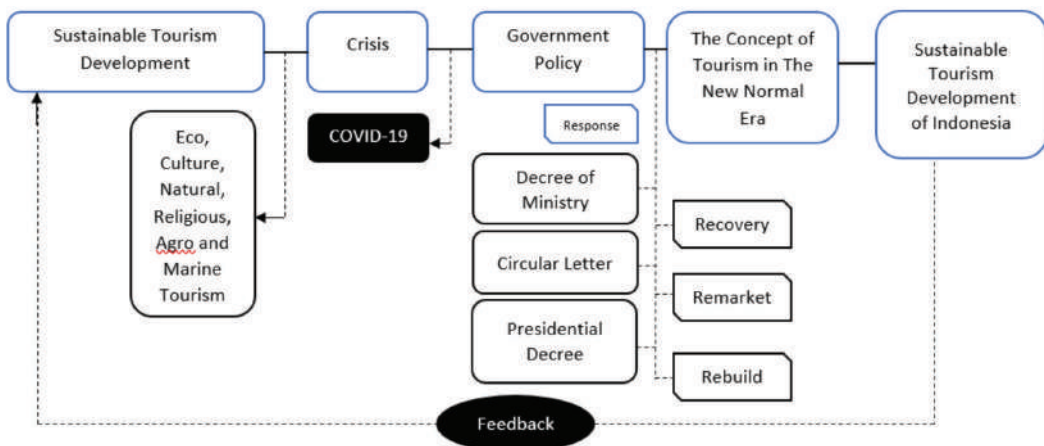 Sustainable Tourism
Development
Crisis
Government
Policy
The Concept of
Tourism in The
New Normal
Era
Sustainable
Tourism
Development
of Indonesia
Eco,
Culture,
Natural,
Religious,
Agro and
Marine
Tourism
COVID-19
Response
Decree of
Ministry
Circular Letter
Presidential
Decree
Recovery
Remarket
Rebuild
Feedback